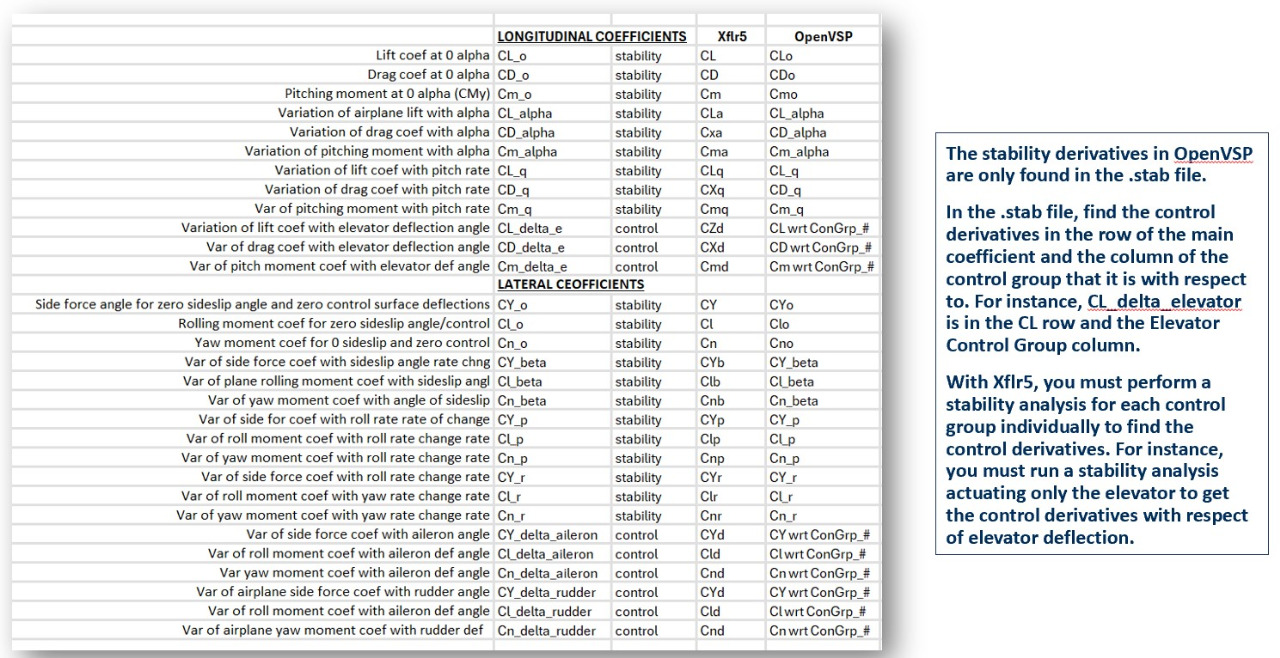 LONGITUDINAL COEFFICIENTS Xflr5 OpenVSP
Lift coef at 0 alpha CL_o stability CL CLo
Drag coef at 0 alpha CD_o stability CD CDo
Pitching moment at 0 alpha (CMy) Cm_o stability Cm Cmo
Variation of airplane lift with alpha CL_alpha stability CLa CL_alpha
Variation of drag coef with alpha CD_alpha stability Cxa CD_alpha
Variation of pitching moment with alpha Cm_alpha stability Cma Cm_alpha
Variation of lift coef with pitch rate CL_q stability CLq CL_q
Variation of drag coef with pitch rate CD_q stability CXq CD_q
Var of pitching moment with pitch rate Cm_q stability Cmq Cm_q
Variation of lift coef with elevator deflection angle CL_delta_e control CZd CL wrt ConGrp_#
Var of drag coef with elevator deflection angle CD_delta_e control CXd CD wrt ConGrp_#
Var of pitch moment coef with elevator def angle Cm_delta_e control Cmd Cm wrt ConGrp_#
LATERAL CEOFFICIENTS
Side force angle for zero sideslip angle and zero control surface deflections CY_o stability CY CYo
Rolling moment coef for zero sideslip angle/control Cl_o stability Cl Clo
Yaw moment coef for 0 sideslip and zero control Cn_o stability Cn Cno
Var of side force coef with sideslip angle rate chng CY_beta stability CYb CY_beta
Var of plane rolling moment coef with sideslip angl Cl_beta stability Clb Cl_beta
Var of yaw moment coef with angle of sideslip Cn_beta stability Cnb Cn_beta
Var of side for coef with roll rate rate of change CY_p stability CYp CY_p
Var of roll moment coef with roll rate change rate Cl_p stability Clp Cl_p
Var of yaw moment coef with roll rate change rate Cn_p stability Cnp Cn_p
Var of side force coef with roll rate change rate CY_r stability CYr CY_r
Var of roll moment coef with yaw rate change rate Cl_r stability Clr Cl_r
Var of yaw moment coef with yaw rate change rate Cn_r stability Cnr Cn_r
Var of side force coef with aileron angle CY_delta_aileron control CYd CY wrt ConGrp_#
Var of roll moment coef with aileron def angle Cl_delta_aileron control Cld Cl wrt ConGrp_#
Var yaw moment coef with aileron def angle Cn_delta_aileron control Cnd Cn wrt ConGrp_#
Var of airplane side force coef with rudder angle CY_delta_rudder control CYd CY wrt ConGrp_#
Var of roll moment coef with aileron def angle Cl_delta_rudder control Cld Cl wrt ConGrp_#
Var of airplane yaw moment coef with rudder def Cn_delta_rudder control Cnd Cn wrt ConGrp_#
The stability derivatives in OpenVSP
are only found in the .stab file.
In the .stab file, find the control
derivatives in the row of the main
coefficient and the column of the
control group that it is with respect
to. For instance, CL_delta_elevator
is in the CL row and the Elevator
Control Group column.
With Xflr5, you must perform a
stability analysis for each control
group individually to find the
control derivatives. For instance,
you must run a stability analysis
actuating only the elevator to get
the control derivatives with respect
of elevator deflection.